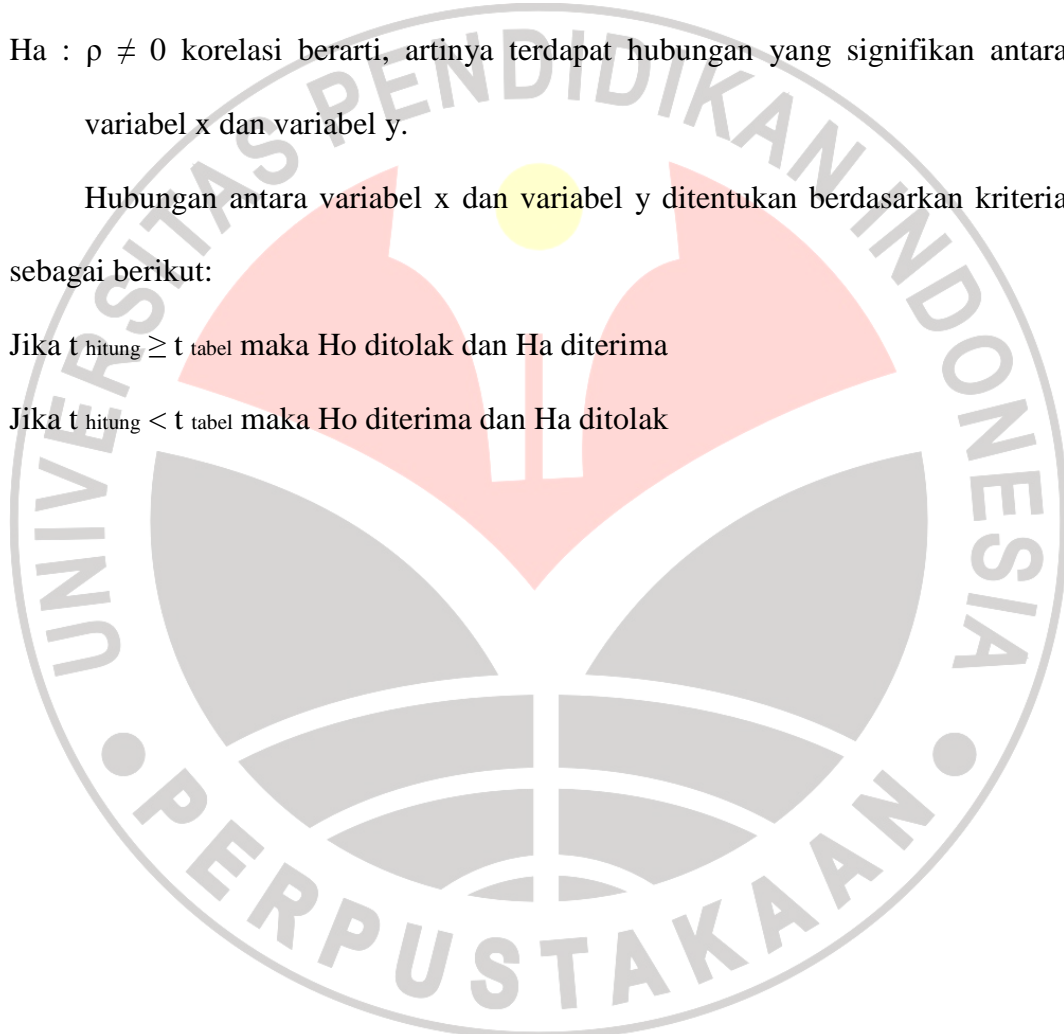 Ha : ρ ≠ 0 korelasi berarti, artinya terdapat hubungan yang signifikan antara
variabel x dan variabel y.
Hubungan antara variabel x dan variabel y ditentukan berdasarkan kriteria
sebagai berikut:
Jika t hitung ≥ t tabel maka Ho ditolak dan Ha diterima
Jika t hitung < t tabel maka Ho diterima dan Ha ditolak
UNIVERSITAS PENDIDIKAN INDONESIA
PERPUSTAKAAN